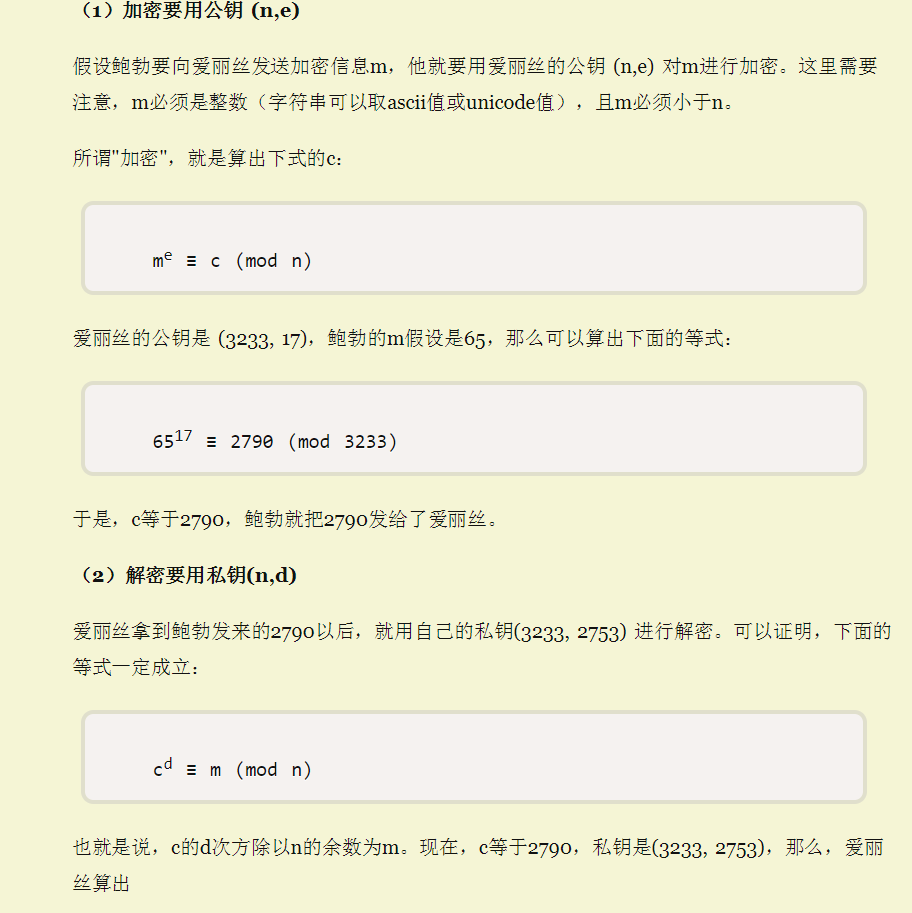 （1）加密要用公钥 (n,e)
假设鲍勃要向爱丽丝发送加密信息m，他就要用爱丽丝的公钥 (n,e) 对m进行加密。这里需要
注意，m必须是整数（字符串可以取ascii值或unicode值），且m必须小于n。
所谓"加密"，就是算出下式的c：
mᵉ ≡ c (mod n)
爱丽丝的公钥是 (3233, 17)，鲍勃的m假设是65，那么可以算出下面的等式：
65¹⁷ ≡ 2790 (mod 3233)
于是，c等于2790，鲍勃就把2790发给了爱丽丝。
（2）解密要用私钥(n,d)
爱丽丝拿到鲍勃发来的2790以后，就用自己的私钥(3233, 2753) 进行解密。可以证明，下面的
等式一定成立：
cᵈ ≡ m (mod n)
也就是说，c的d次方除以n的余数为m。现在，c等于2790，私钥是(3233, 2753)，那么，爱丽
丝算出